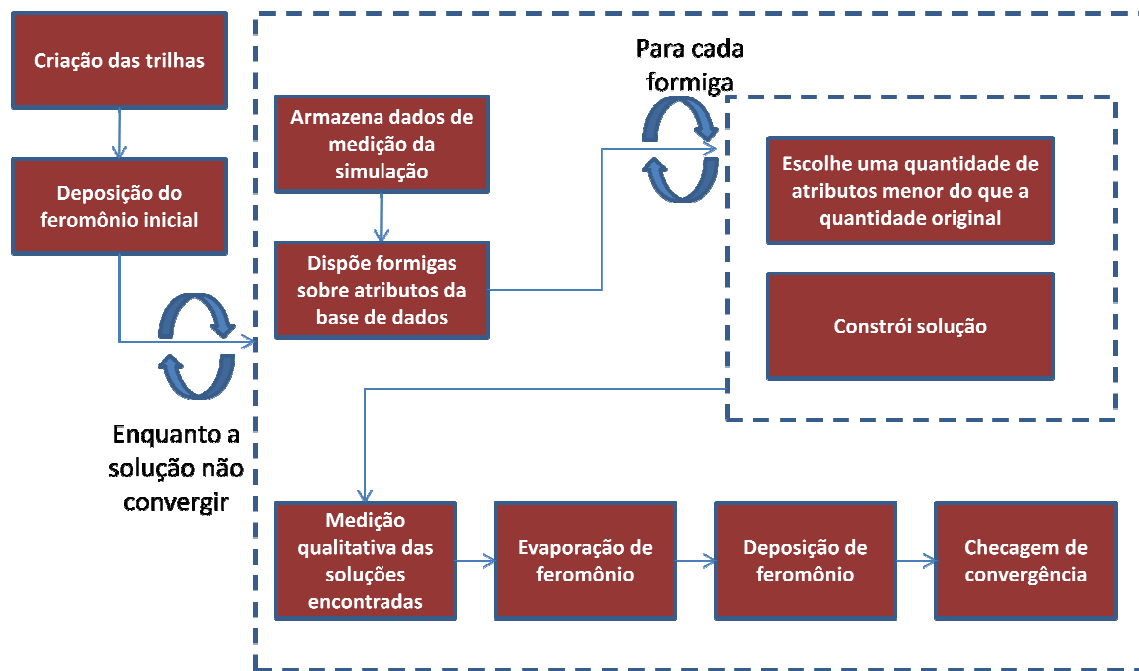 Criação das trilhas
Deposição do
feromônio inicial
Enquanto a
solução não
convergir
Armazena dados de
medição da
simulação
Dispõe formigas
sobre atributos da
base de dados
Para cada
formiga
Escolhe uma quantidade de
atributos menor do que a
quantidade original
Constrói solução
Medição
qualitativa das
soluções
encontradas
Evaporação de
feromônio
Deposição de
feromônio
Checagem de
convergência